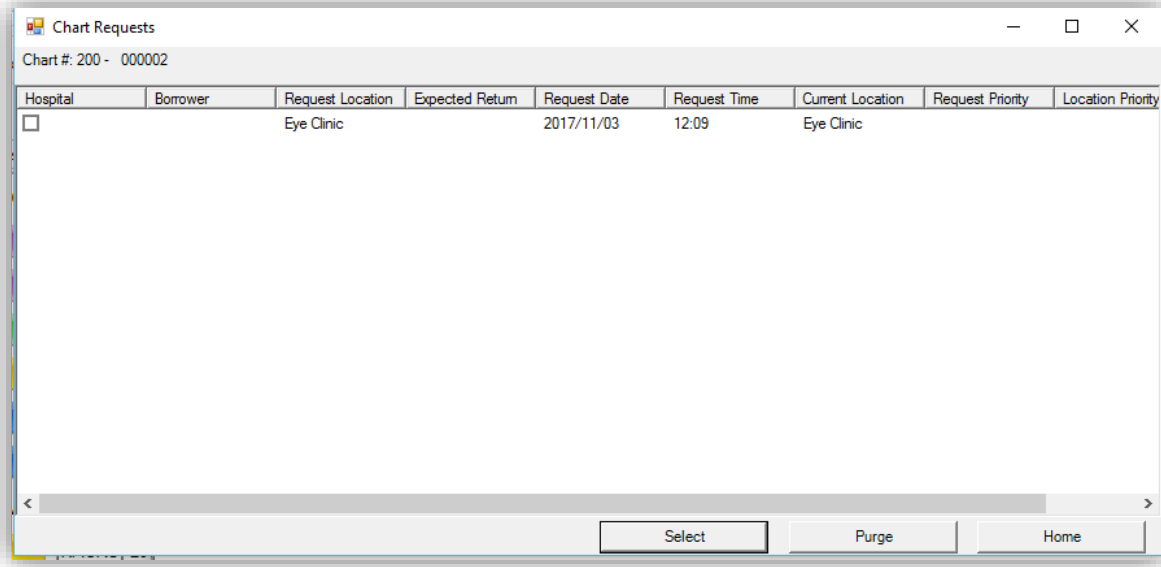 Chart Requests
Chart #: 200 - 000002
Hospital Borrower Request Location Expected Return Request Date Request Time Current Location Request Priority Location Priority
Eye Clinic 2017/11/03 12:09 Eye Clinic
Select Purge Home